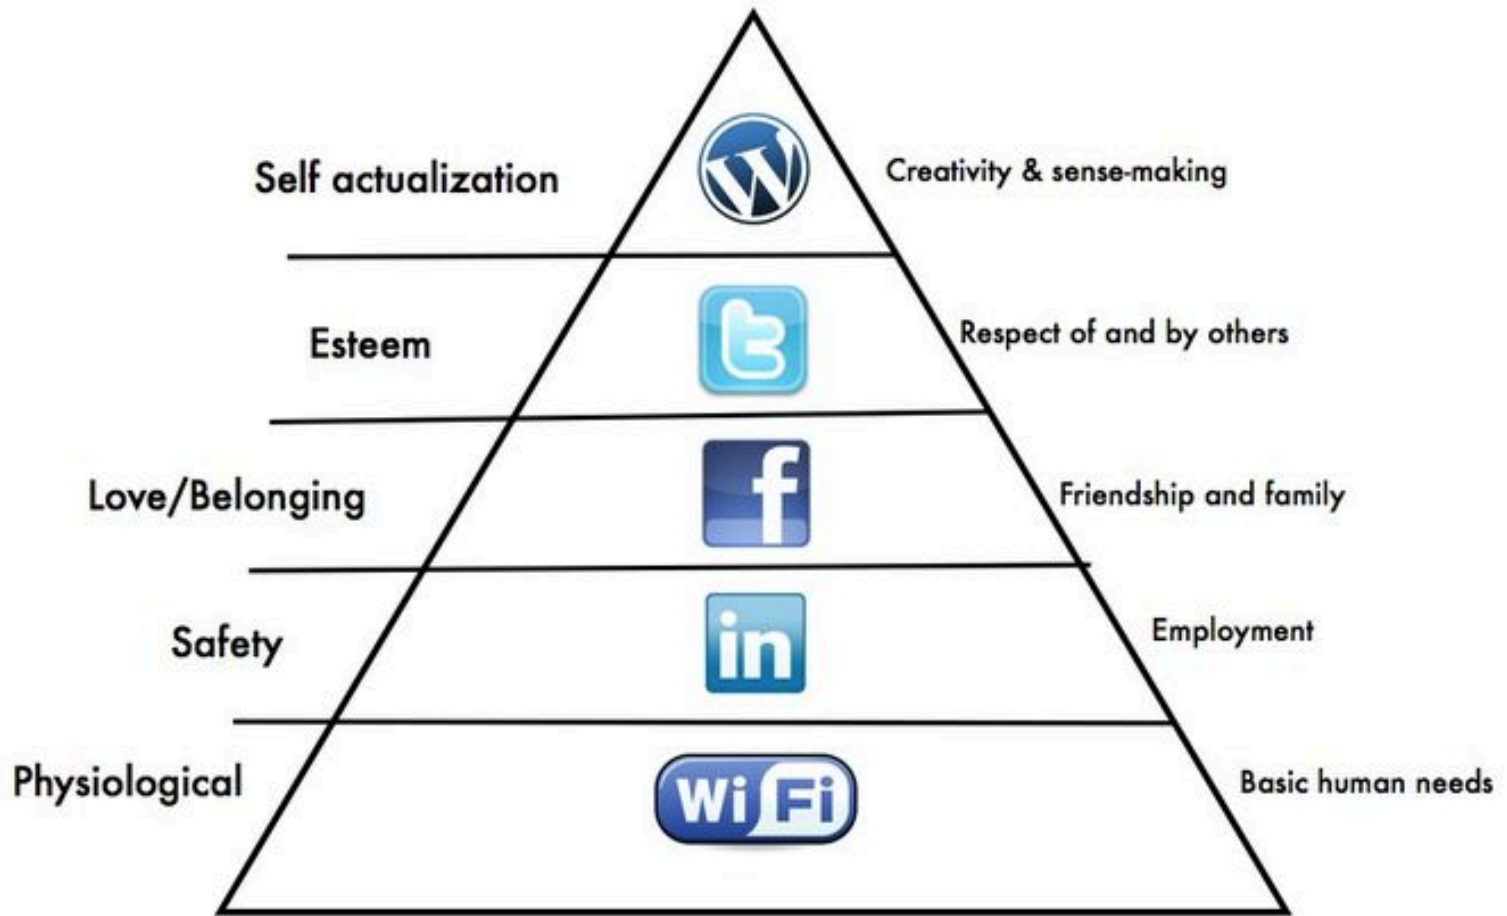 Self actualization
W
Creativity & sense-making
Esteem
t
Respect of and by others
Love/Belonging
f
Friendship and family
Safety
in
Employment
Physiological
Wi Fi
Basic human needs